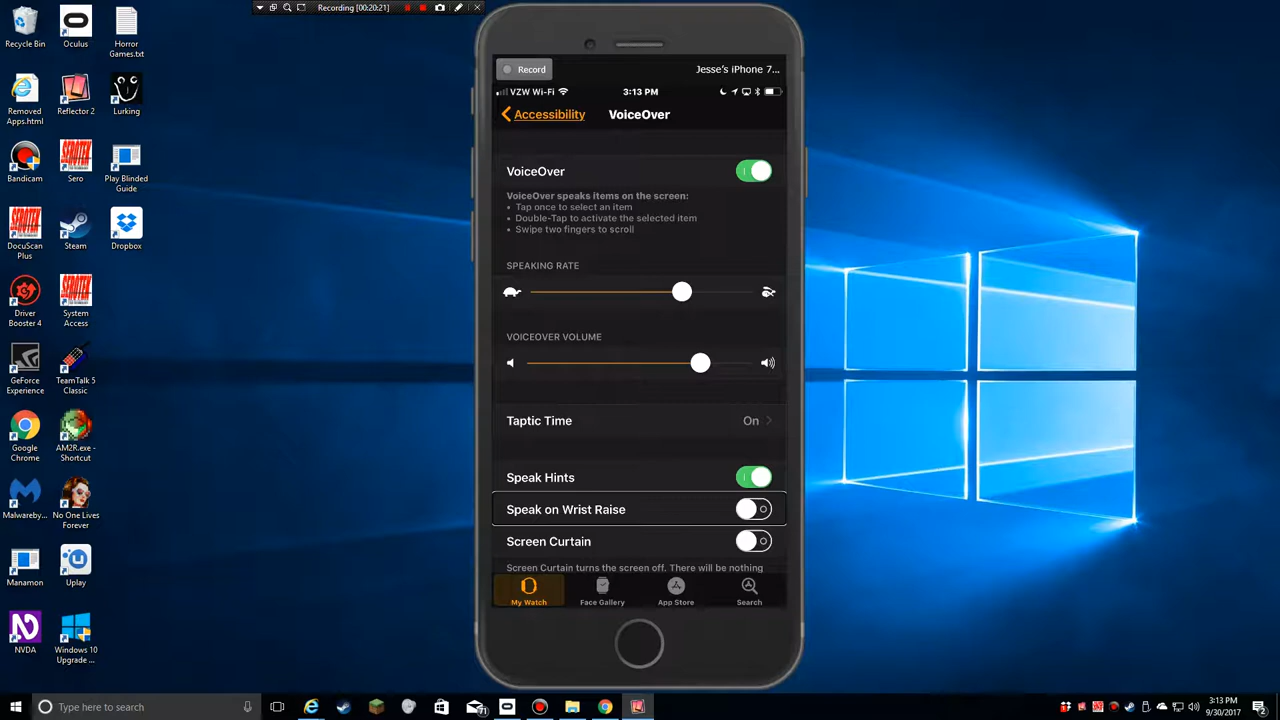 Recording [00:20:21]
Recycle Bin
Oculus
Horror Games.txt
Removed Apps.html
Reflector 2
Lurking
Bandicam
SEROTEK
Sero
Play Blinded Guide
SEROTEK
DocuScan Plus
Steam
Dropbox
Driver Booster 4
SEROTEK
System Access
GeForce Experience
TeamTalk 5 Classic
Google Chrome
AM2R.exe - Shortcut
Malwareby...
No One Lives Forever
Manamon
Uplay
NVDA
Windows 10 Upgrade ...
Record
Jesse's iPhone 7...
VZW Wi-Fi
3:13 PM
Accessibility
VoiceOver
VoiceOver
VoiceOver speaks items on the screen:
• Tap once to select an item
• Double-Tap to activate the selected item
• Swipe two fingers to scroll
SPEAKING RATE
VOICEOVER VOLUME
Taptic Time
On
Speak Hints
Speak on Wrist Raise
Screen Curtain
Screen Curtain turns the screen off. There will be nothing
My Watch
Face Gallery
App Store
Search
Type here to search
71
3:13 PM
9/30/2017
2